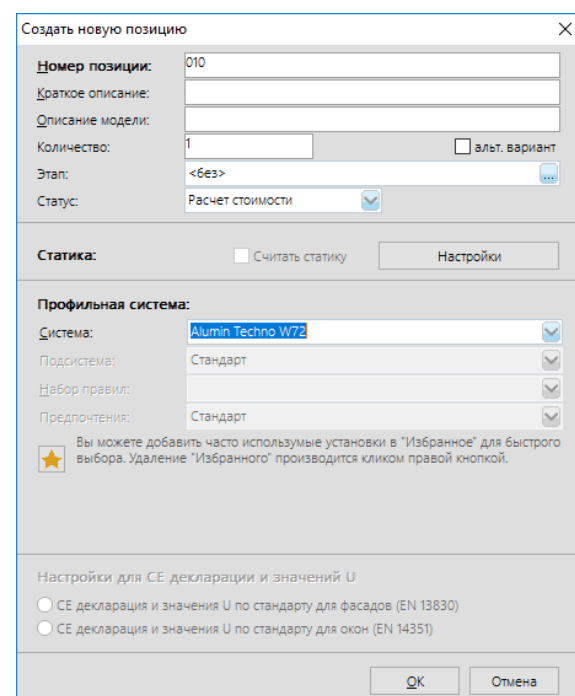 Создать новую позицию
Номер позиции: 010
Краткое описание:
Описание модели:
Количество: 1 альт. вариант
Этап: <без> ...
Статус: Расчет стоимости
Статика: Считать статику Настройки
Профильная система:
Система: Alumin Techno W72
Подсистема: Стандарт
Набор правил:
Предпочтения: Стандарт
Вы можете добавить часто использумые установки в "Избранное" для быстрого
выбора. Удаление "Избранного" производится кликом правой кнопкой.
Настройки для CE декларации и значений U
CE декларация и значения U по стандарту для фасадов (EN 13830)
CE декларация и значения U по стандарту для окон (EN 14351)
OK Отмена